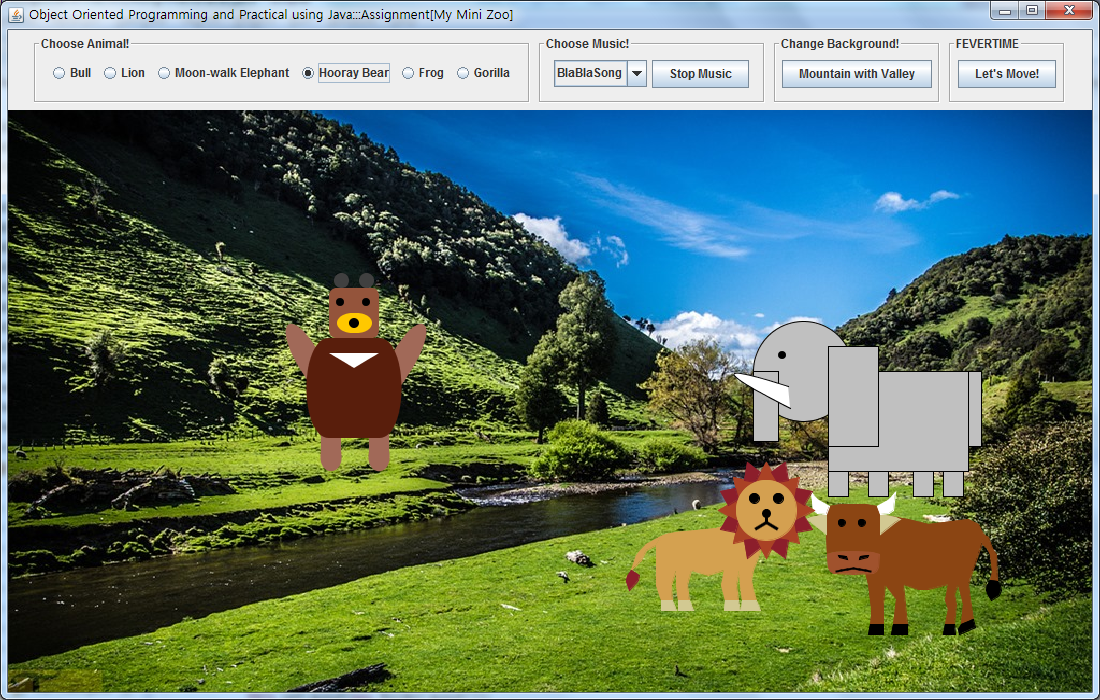 Object Oriented Programming and Practical using Java:::Assignment[My Mini Zoo]
Choose Animal!
Bull Lion Moon-walk Elephant Hooray Bear Frog Gorilla
Choose Music!
BlaBlaSong Stop Music
Change Background!
Mountain with Valley
FEVERTIME
Let's Move!